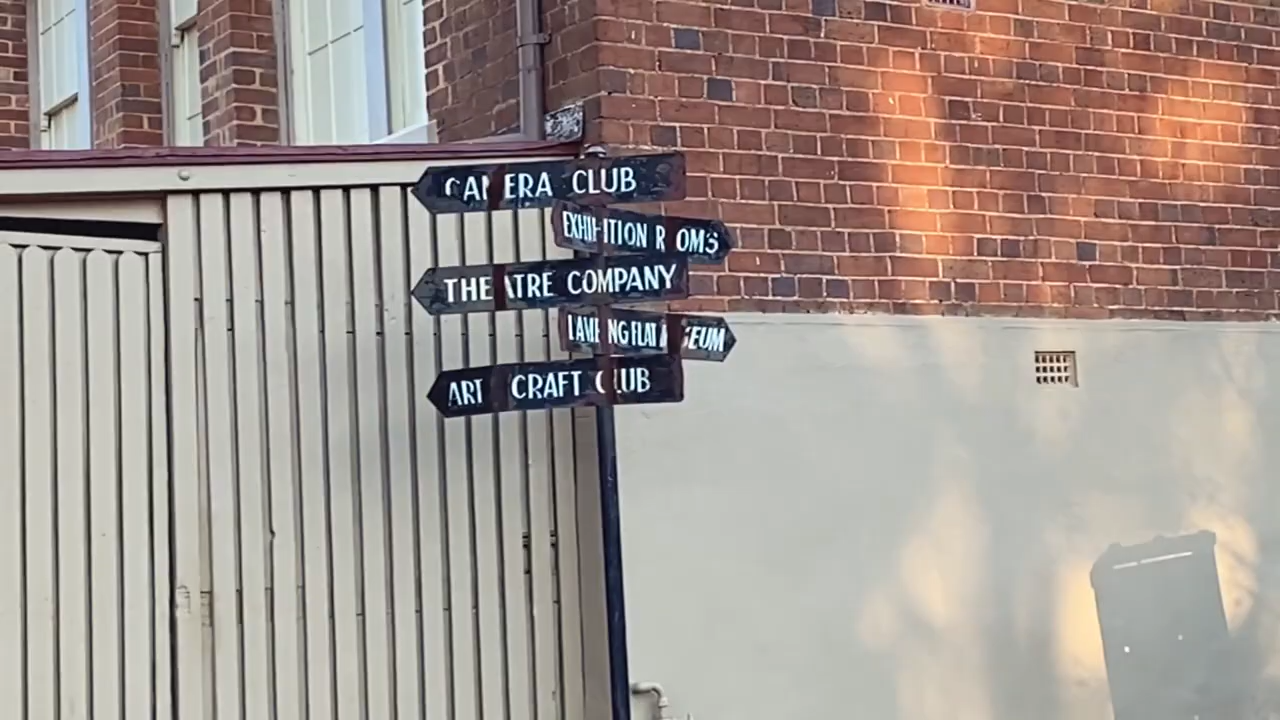 CAMERA CLUB
EXHIBITION ROOMS
THEATRE COMPANY
LAMBING FLAT MUSEUM
ART CRAFT CLUB